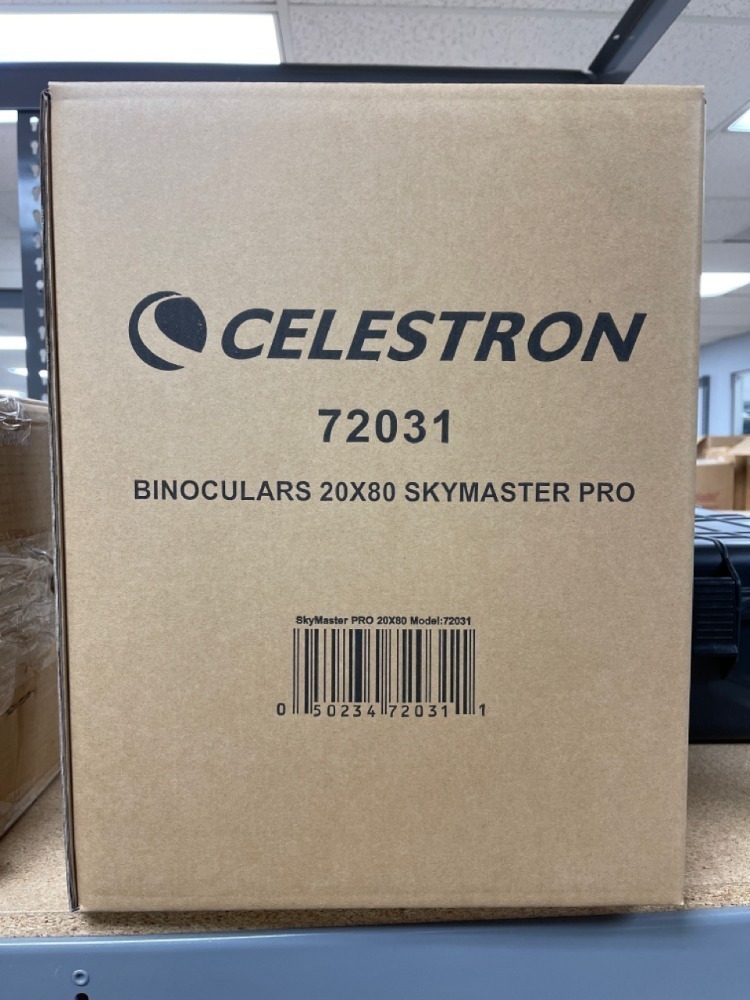 CELESTRON
72031
BINOCULARS 20X80 SKYMASTER PRO
SkyMaster PRO 20X80 Model:72031
0 50234 72031 1